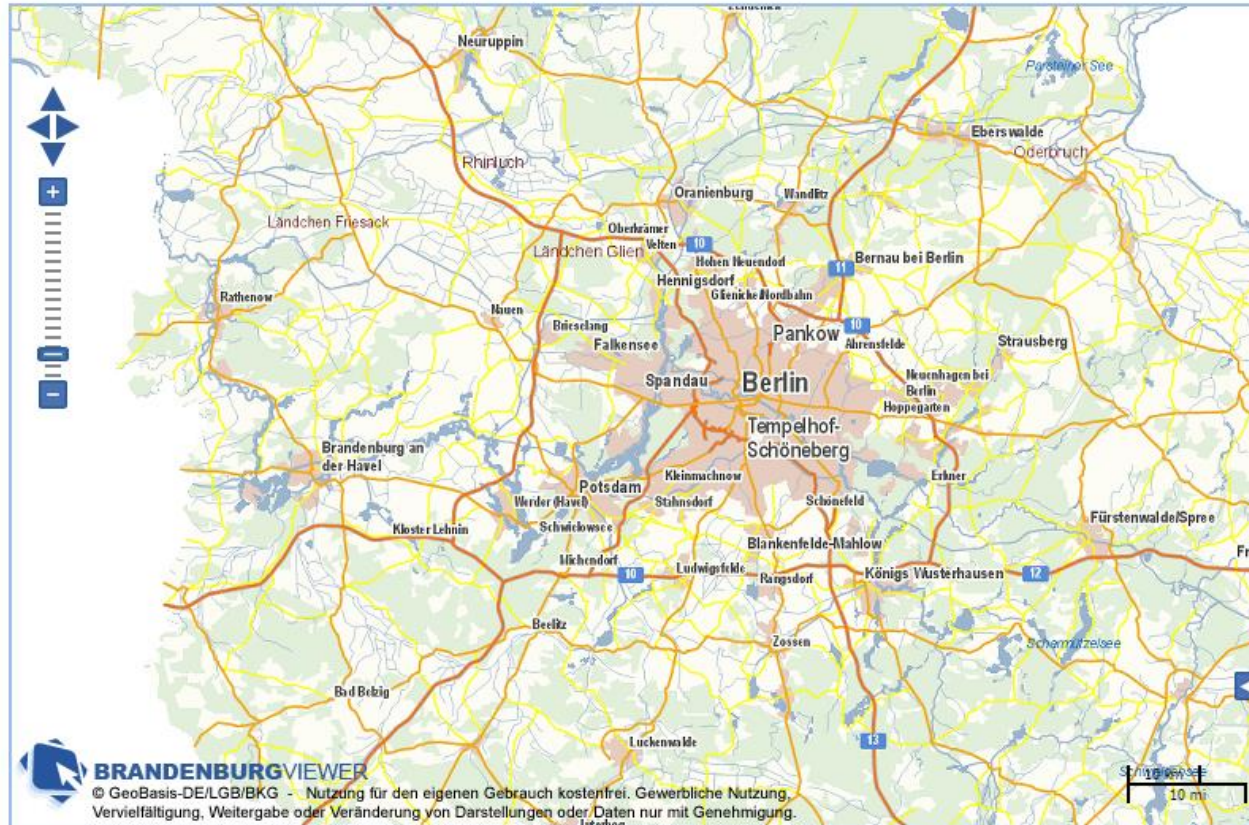 Zehdenick
Neuruppin
Parsteiner See
Eberswalde
Oderbruch
Rhinluch
Oranienburg
Wandlitz
Ländchen Friesack
Oberkrämer
Velten
10
Ländchen Glien
Hohen Neuendorf
11
Bernau bei Berlin
Hennigsdorf
Glienicke/Nordbahn
Rathenow
Nauen
Brieselang
Falkensee
Pankow
10
Ahrensfelde
Strausberg
Spandau
Berlin
Neuenhagen bei
Berlin
Hoppegarten
Tempelhof-
Schöneberg
Brandenburg an
der Havel
Kleinmachnow
Erkner
Potsdam
Werder (Havel)
Stahnsdorf
Schönefeld
Kloster Lehnin
Schwielowsee
Fürstenwalde/Spree
Blankenfelde-Mahlow
Michendorf
10
Ludwigsfelde
Rangsdorf
Königs Wusterhausen
12
Fr
Beelitz
Zossen
Scharmützelsee
Bad Belzig
Luckenwalde
13
BRANDENBURGVIEWER
© GeoBasis-DE/LGB/BKG - Nutzung für den eigenen Gebrauch kostenfrei. Gewerbliche Nutzung,
Vervielfältigung, Weitergabe oder Veränderung von Darstellungen oder Daten nur mit Genehmigung.
10 km
10 mi